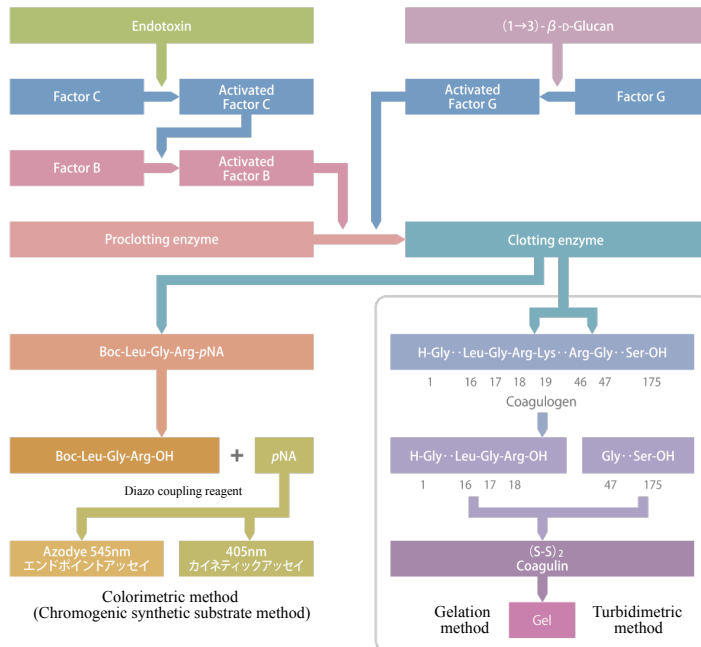 Endotoxin
(1→3)-β-D-Glucan
Factor C
Activated
Factor C
Activated
Factor G
Factor G
Factor B
Activated
Factor B
Proclotting enzyme
Clotting enzyme
Boc-Leu-Gly-Arg-pNA
H-Gly··Leu-Gly-Arg-Lys··Arg-Gly··Ser-OH
1 16 17 18 19 46 47 175
Coagulogen
Boc-Leu-Gly-Arg-OH
+
pNA
H-Gly··Leu-Gly-Arg-OH
Gly··Ser-OH
1 16 17 18
47 175
Diazo coupling reagent
Azodye 545nm
エンドポイントアッセイ
405nm
カイネティックアッセイ
(S-S)₂
Coagulin
Colorimetric method
(Chromogenic synthetic substrate method)
Gelation
method
Gel
Turbidimetric
method